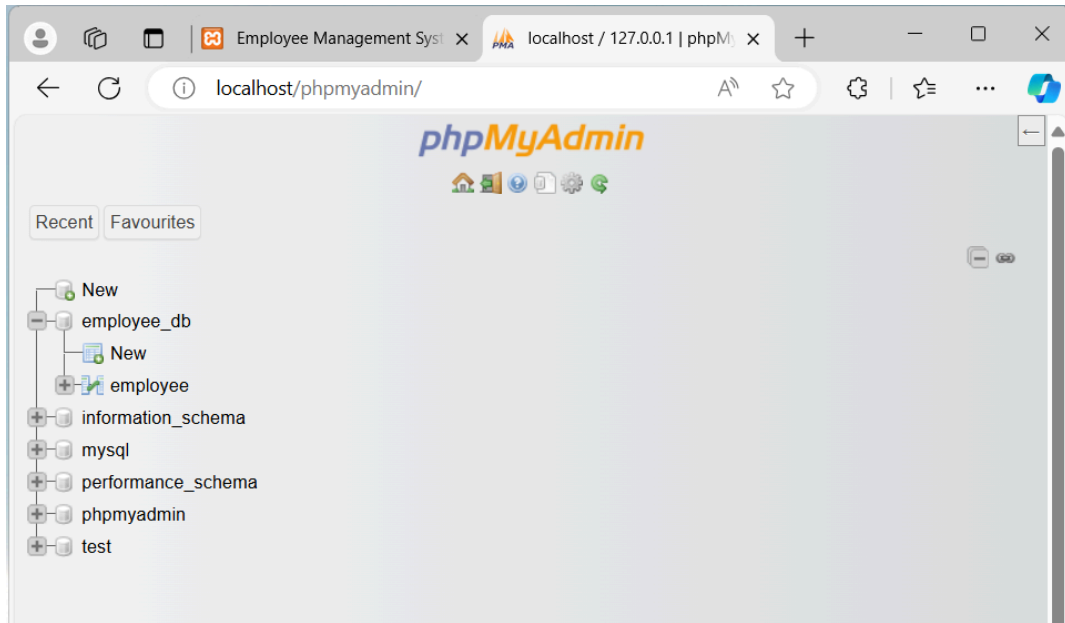 Employee Management Syst
PMA localhost / 127.0.0.1 | phpM
localhost/phpmyadmin/
phpMyAdmin
Recent Favourites
New
employee_db
New
employee
information_schema
mysql
performance_schema
phpmyadmin
test